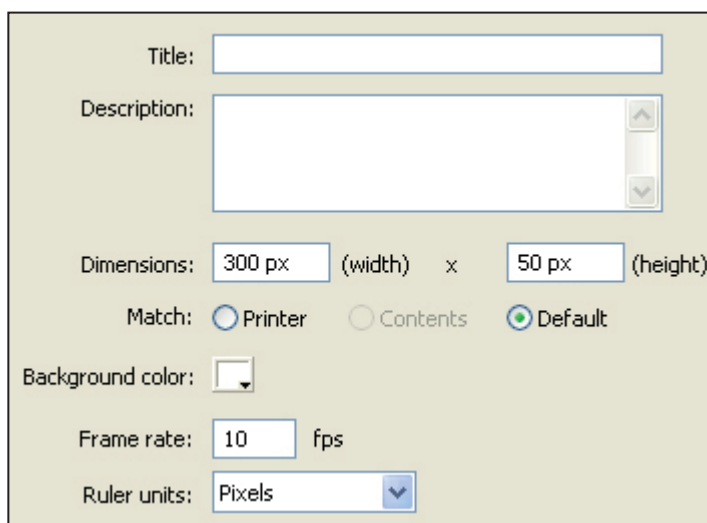 Title:
Description:
Dimensions: 300 px (width) x 50 px (height)
Match: Printer Contents Default
Background color:
Frame rate: 10 fps
Ruler units: Pixels